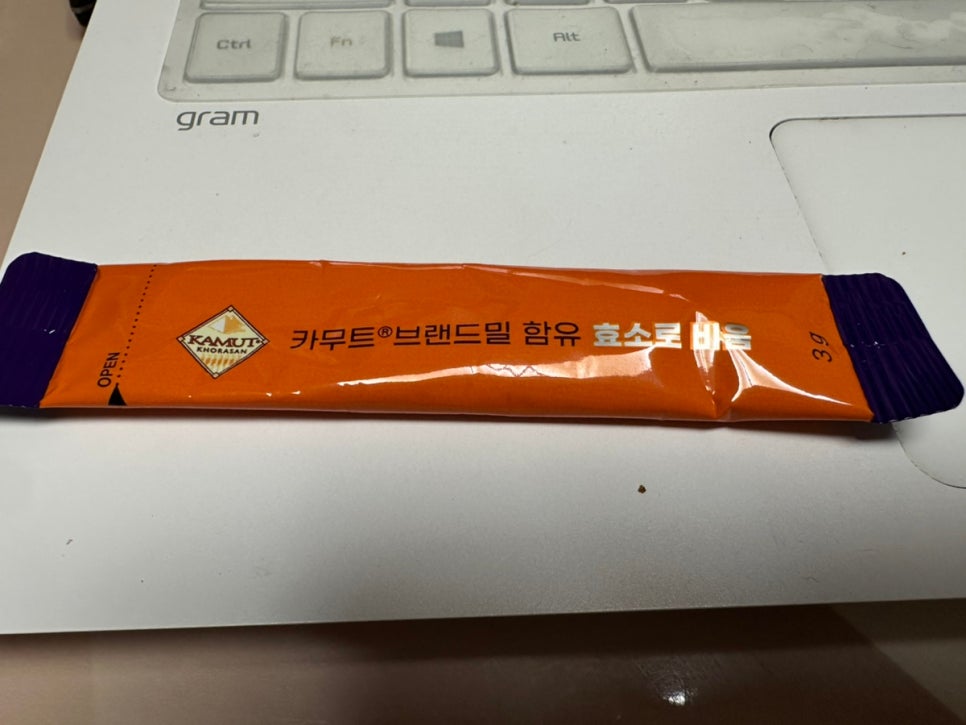 Ctrl Fn Alt
gram
OPEN
KAMUT®
KHORASAN
카무트®브랜드밀 함유 효소로 바음
3g